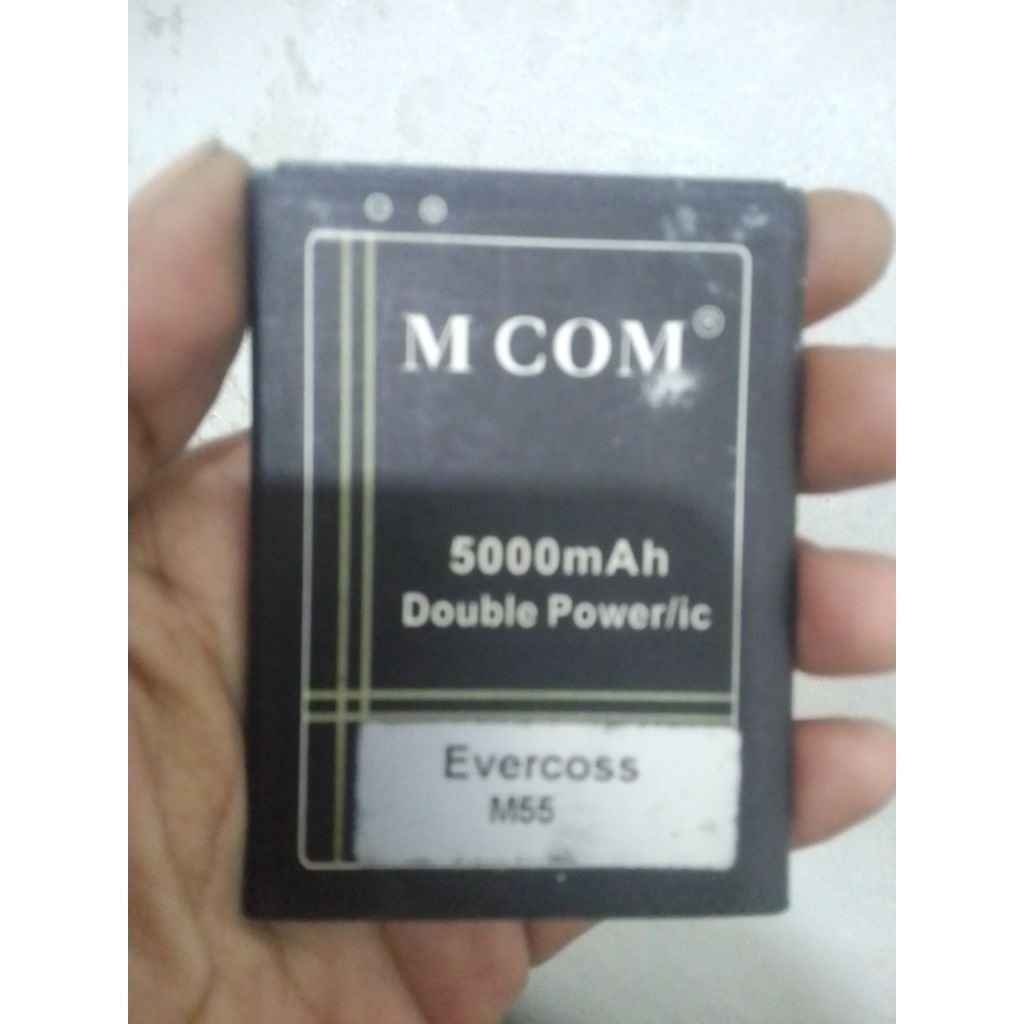 M COM®
5000mAh
Double Power/ic
Evercoss
M55